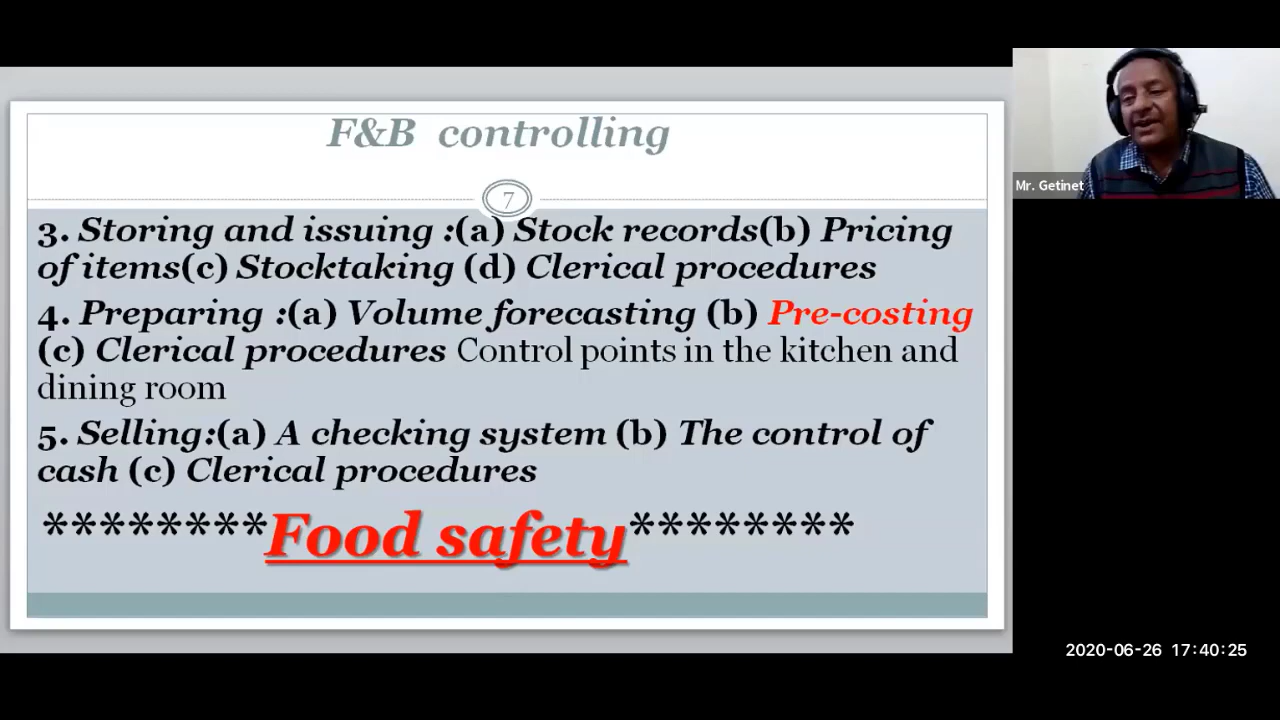 F&B controlling
7
3. Storing and issuing :(a) Stock records(b) Pricing
of items(c) Stocktaking (d) Clerical procedures
4. Preparing :(a) Volume forecasting (b) Pre-costing
(c) Clerical procedures Control points in the kitchen and
dining room
5. Selling:(a) A checking system (b) The control of
cash (c) Clerical procedures
********Food safety********
Mr. Getinet
2020-06-26 17:40:25